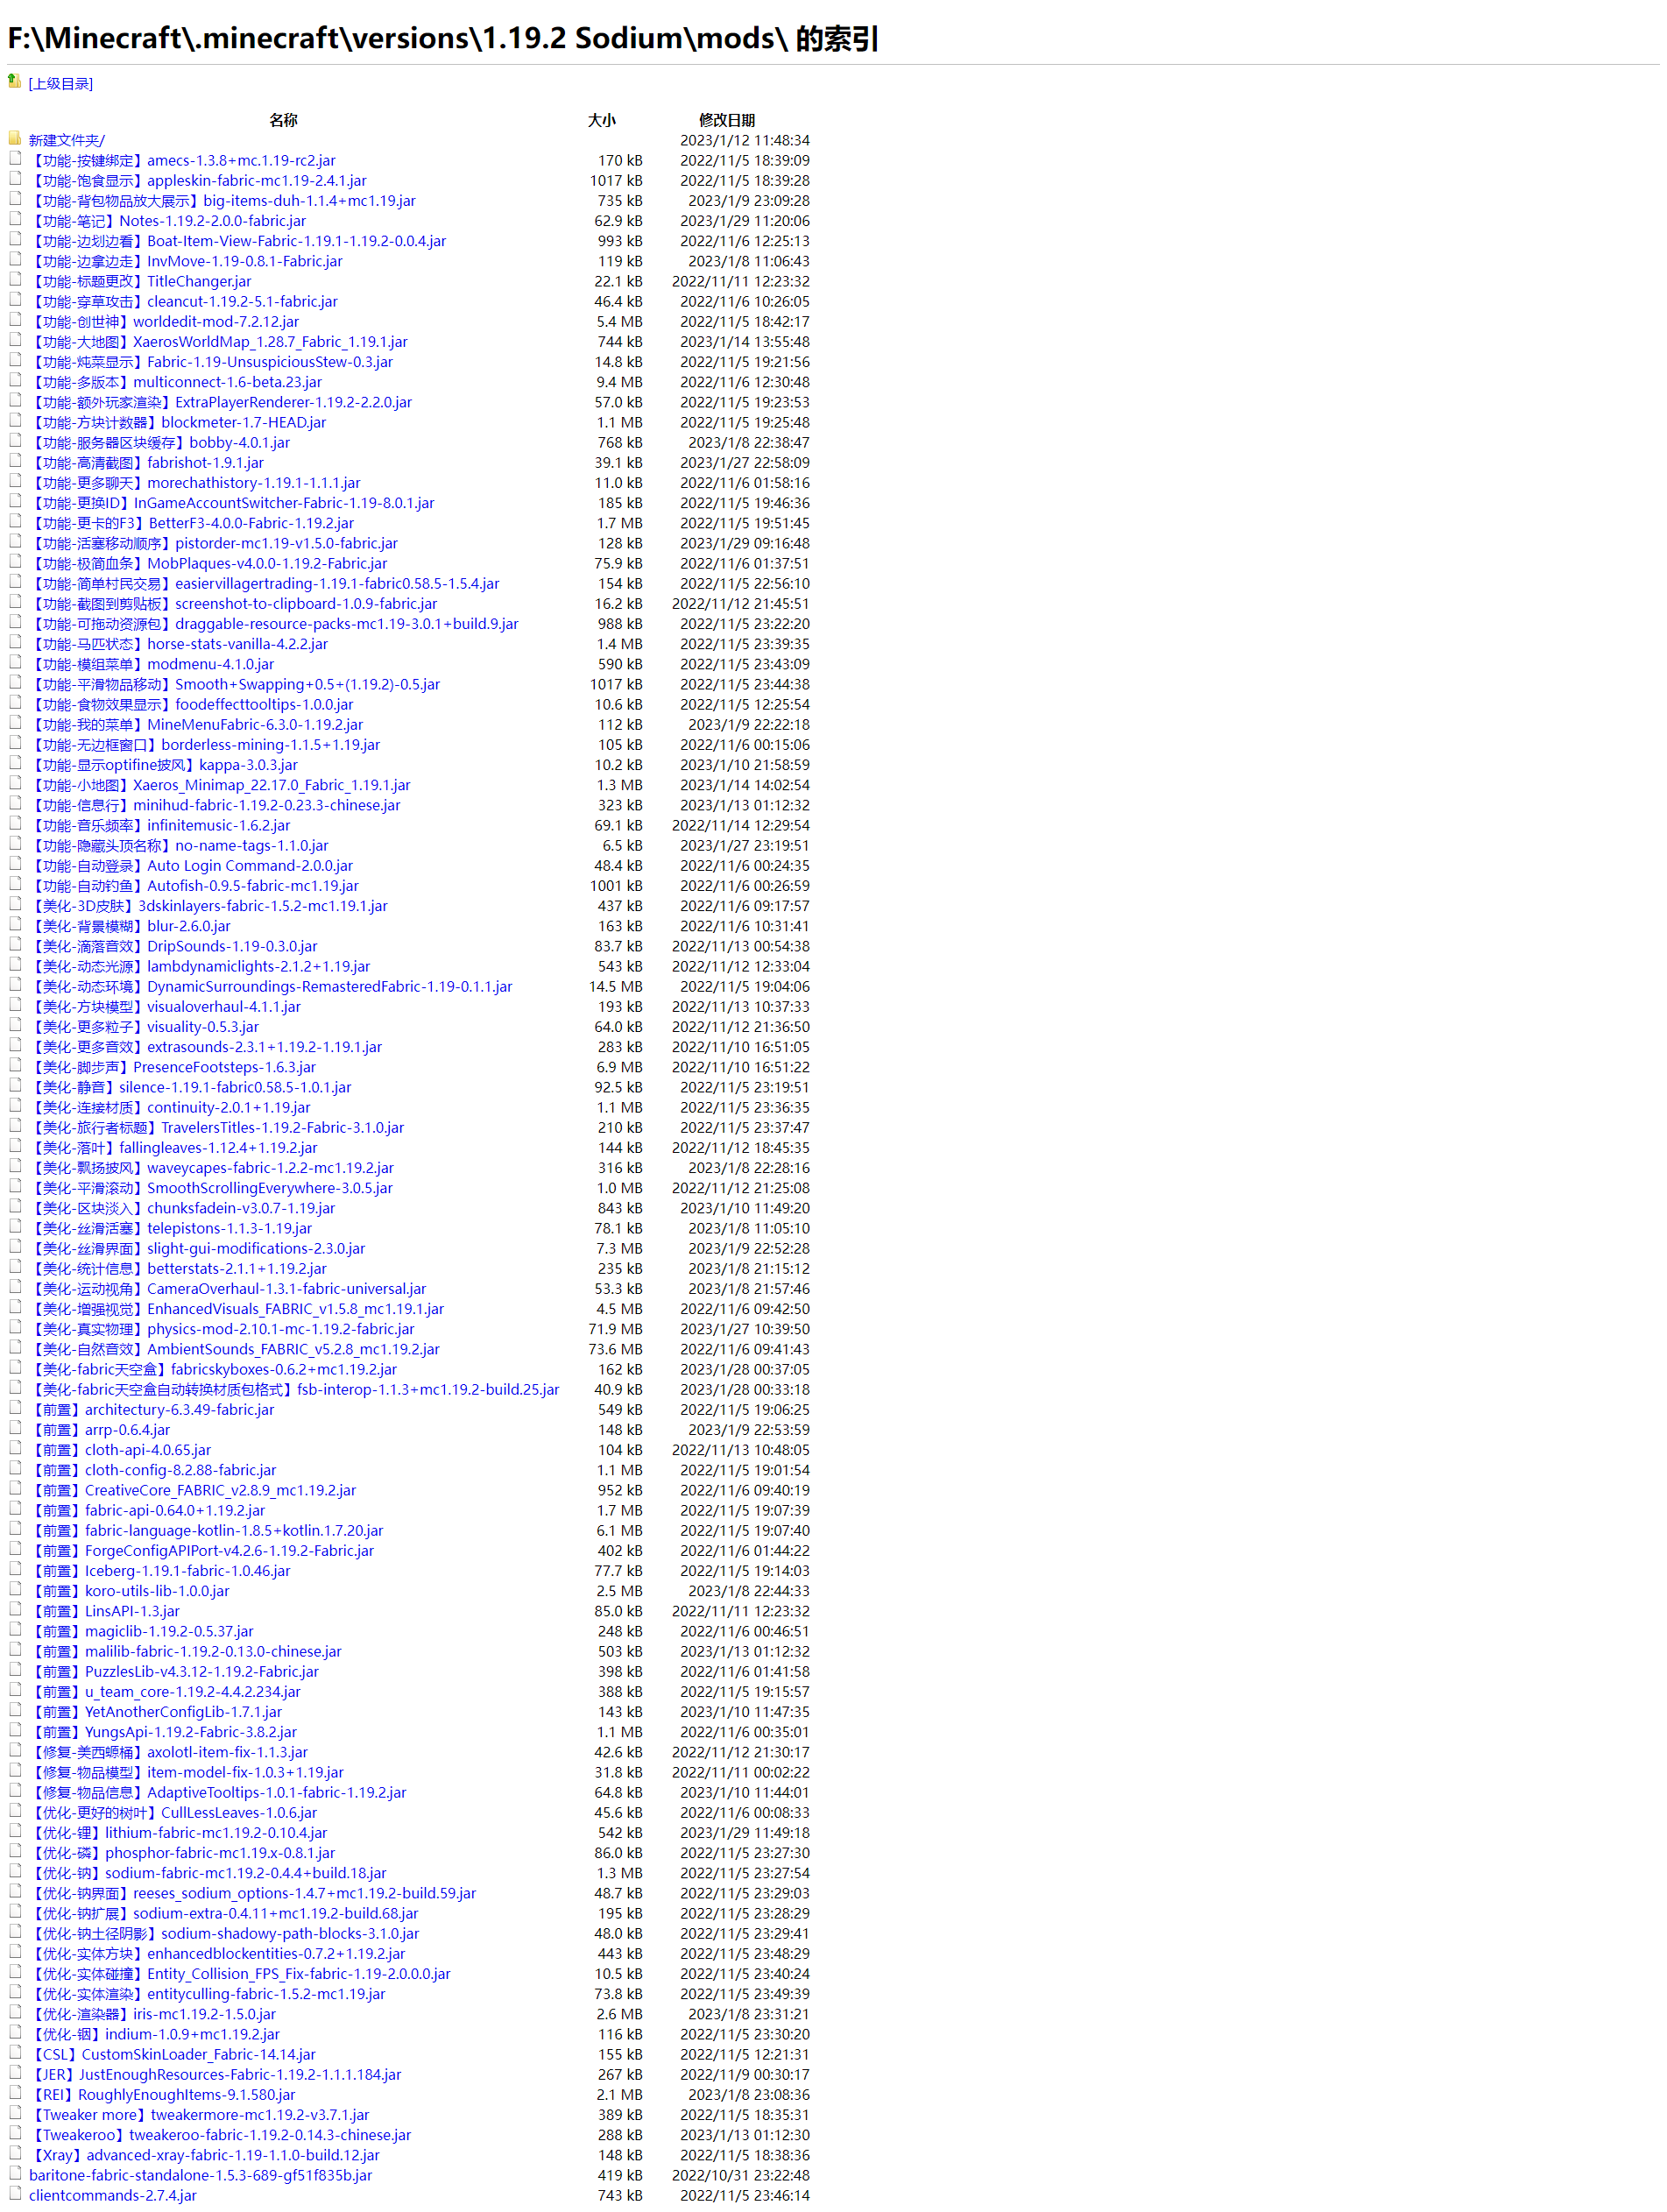 F:\Minecraft\.minecraft\versions\1.19.2 Sodium\mods\ 的索引
[上级目录]
名称 大小 修改日期
新建文件夹/ 2023/1/12 11:48:34
【功能-按键绑定】amecs-1.3.8+mc.1.19-rc2.jar 170 kB 2022/11/5 18:39:09
【功能-饱食显示】appleskin-fabric-mc1.19-2.4.1.jar 1017 kB 2022/11/5 18:39:28
【功能-背包物品放大展示】big-items-duh-1.1.4+mc1.19.jar 735 kB 2023/1/9 23:09:28
【功能-笔记】Notes-1.19.2-2.0.0-fabric.jar 62.9 kB 2023/1/29 11:20:06
【功能-边划边看】Boat-Item-View-Fabric-1.19.1-1.19.2-0.0.4.jar 993 kB 2022/11/6 12:25:13
【功能-边拿边走】InvMove-1.19-0.8.1-Fabric.jar 119 kB 2023/1/8 11:06:43
【功能-标题更改】TitleChanger.jar 22.1 kB 2022/11/11 12:23:32
【功能-穿草攻击】cleancut-1.19.2-5.1-fabric.jar 46.4 kB 2022/11/6 10:26:05
【功能-创世神】worldedit-mod-7.2.12.jar 5.4 MB 2022/11/5 18:42:17
【功能-大地图】XaerosWorldMap_1.28.7_Fabric_1.19.1.jar 744 kB 2023/1/14 13:55:48
【功能-炖菜显示】Fabric-1.19-UnsuspiciousStew-0.3.jar 14.8 kB 2022/11/5 19:21:56
【功能-多版本】multiconnect-1.6-beta.23.jar 9.4 MB 2022/11/6 12:30:48
【功能-额外玩家渲染】ExtraPlayerRenderer-1.19.2-2.2.0.jar 57.0 kB 2022/11/5 19:23:53
【功能-方块计数器】blockmeter-1.7-HEAD.jar 1.1 MB 2022/11/5 19:25:48
【功能-服务器区块缓存】bobby-4.0.1.jar 768 kB 2023/1/8 22:38:47
【功能-高清截图】fabrishot-1.9.1.jar 39.1 kB 2023/1/27 22:58:09
【功能-更多聊天】morechathistory-1.19.1-1.1.1.jar 11.0 kB 2022/11/6 01:58:16
【功能-更换ID】InGameAccountSwitcher-Fabric-1.19-8.0.1.jar 185 kB 2022/11/5 19:46:36
【功能-更卡的F3】BetterF3-4.0.0-Fabric-1.19.2.jar 1.7 MB 2022/11/5 19:51:45
【功能-活塞移动顺序】pistorder-mc1.19-v1.5.0-fabric.jar 128 kB 2023/1/29 09:16:48
【功能-极简血条】MobPlaques-v4.0.0-1.19.2-Fabric.jar 75.9 kB 2022/11/6 01:37:51
【功能-简单村民交易】easiervillagertrading-1.19.1-fabric0.58.5-1.5.4.jar 154 kB 2022/11/5 22:56:10
【功能-截图到剪贴板】screenshot-to-clipboard-1.0.9-fabric.jar 16.2 kB 2022/11/12 21:45:51
【功能-可拖动资源包】draggable-resource-packs-mc1.19-3.0.1+build.9.jar 988 kB 2022/11/5 23:22:20
【功能-马匹状态】horse-stats-vanilla-4.2.2.jar 1.4 MB 2022/11/5 23:39:35
【功能-模组菜单】modmenu-4.1.0.jar 590 kB 2022/11/5 23:43:09
【功能-平滑物品移动】Smooth+Swapping+0.5+(1.19.2)-0.5.jar 1017 kB 2022/11/5 23:44:38
【功能-食物效果显示】foodeffecttooltips-1.0.0.jar 10.6 kB 2022/11/5 12:25:54
【功能-我的菜单】MineMenuFabric-6.3.0-1.19.2.jar 112 kB 2023/1/9 22:22:18
【功能-无边框窗口】borderless-mining-1.1.5+1.19.jar 105 kB 2022/11/6 00:15:06
【功能-显示optifine披风】kappa-3.0.3.jar 10.2 kB 2023/1/10 21:58:59
【功能-小地图】Xaeros_Minimap_22.17.0_Fabric_1.19.1.jar 1.3 MB 2023/1/14 14:02:54
【功能-信息行】minihud-fabric-1.19.2-0.23.3-chinese.jar 323 kB 2023/1/13 01:12:32
【功能-音乐频率】infinitemusic-1.6.2.jar 69.1 kB 2022/11/14 12:29:54
【功能-隐藏头顶名称】no-name-tags-1.1.0.jar 6.5 kB 2023/1/27 23:19:51
【功能-自动登录】Auto Login Command-2.0.0.jar 48.4 kB 2022/11/6 00:24:35
【功能-自动钓鱼】Autofish-0.9.5-fabric-mc1.19.jar 1001 kB 2022/11/6 00:26:59
【美化-3D皮肤】3dskinlayers-fabric-1.5.2-mc1.19.1.jar 437 kB 2022/11/6 09:17:57
【美化-背景模糊】blur-2.6.0.jar 163 kB 2022/11/6 10:31:41
【美化-滴落音效】DripSounds-1.19-0.3.0.jar 83.7 kB 2022/11/13 00:54:38
【美化-动态光源】lambdynamiclights-2.1.2+1.19.jar 543 kB 2022/11/12 12:33:04
【美化-动态环境】DynamicSurroundings-RemasteredFabric-1.19-0.1.1.jar 14.5 MB 2022/11/5 19:04:06
【美化-方块模型】visualoverhaul-4.1.1.jar 193 kB 2022/11/13 10:37:33
【美化-更多粒子】visuality-0.5.3.jar 64.0 kB 2022/11/12 21:36:50
【美化-更多音效】extrasounds-2.3.1+1.19.2-1.19.1.jar 283 kB 2022/11/10 16:51:05
【美化-脚步声】PresenceFootsteps-1.6.3.jar 6.9 MB 2022/11/10 16:51:22
【美化-静音】silence-1.19.1-fabric0.58.5-1.0.1.jar 92.5 kB 2022/11/5 23:19:51
【美化-连接材质】continuity-2.0.1+1.19.jar 1.1 MB 2022/11/5 23:36:35
【美化-旅行者标题】TravelersTitles-1.19.2-Fabric-3.1.0.jar 210 kB 2022/11/5 23:37:47
【美化-落叶】fallingleaves-1.12.4+1.19.2.jar 144 kB 2022/11/12 18:45:35
【美化-飘扬披风】waveycapes-fabric-1.2.2-mc1.19.2.jar 316 kB 2023/1/8 22:28:16
【美化-平滑滚动】SmoothScrollingEverywhere-3.0.5.jar 1.0 MB 2022/11/12 21:25:08
【美化-区块淡入】chunksfadein-v3.0.7-1.19.jar 843 kB 2023/1/10 11:49:20
【美化-丝滑活塞】telepistons-1.1.3-1.19.jar 78.1 kB 2023/1/8 11:05:10
【美化-丝滑界面】slight-gui-modifications-2.3.0.jar 7.3 MB 2023/1/9 22:52:28
【美化-统计信息】betterstats-2.1.1+1.19.2.jar 235 kB 2023/1/8 21:15:12
【美化-运动视角】CameraOverhaul-1.3.1-fabric-universal.jar 53.3 kB 2023/1/8 21:57:46
【美化-增强视觉】EnhancedVisuals_FABRIC_v1.5.8_mc1.19.1.jar 4.5 MB 2022/11/6 09:42:50
【美化-真实物理】physics-mod-2.10.1-mc-1.19.2-fabric.jar 71.9 MB 2023/1/27 10:39:50
【美化-自然音效】AmbientSounds_FABRIC_v5.2.8_mc1.19.2.jar 73.6 MB 2022/11/6 09:41:43
【美化-fabric天空盒】fabricskyboxes-0.6.2+mc1.19.2.jar 162 kB 2023/1/28 00:37:05
【美化-fabric天空盒自动转换材质包格式】fsb-interop-1.1.3+mc1.19.2-build.25.jar 40.9 kB 2023/1/28 00:33:18
【前置】architectury-6.3.49-fabric.jar 549 kB 2022/11/5 19:06:25
【前置】arrp-0.6.4.jar 148 kB 2023/1/9 22:53:59
【前置】cloth-api-4.0.65.jar 104 kB 2022/11/13 10:48:05
【前置】cloth-config-8.2.88-fabric.jar 1.1 MB 2022/11/5 19:01:54
【前置】CreativeCore_FABRIC_v2.8.9_mc1.19.2.jar 952 kB 2022/11/6 09:40:19
【前置】fabric-api-0.64.0+1.19.2.jar 1.7 MB 2022/11/5 19:07:39
【前置】fabric-language-kotlin-1.8.5+kotlin.1.7.20.jar 6.1 MB 2022/11/5 19:07:40
【前置】ForgeConfigAPIPort-v4.2.6-1.19.2-Fabric.jar 402 kB 2022/11/6 01:44:22
【前置】Iceberg-1.19.1-fabric-1.0.46.jar 77.7 kB 2022/11/5 19:14:03
【前置】koro-utils-lib-1.0.0.jar 2.5 MB 2023/1/8 22:44:33
【前置】LinsAPI-1.3.jar 85.0 kB 2022/11/11 12:23:32
【前置】magiclib-1.19.2-0.5.37.jar 248 kB 2022/11/6 00:46:51
【前置】malilib-fabric-1.19.2-0.13.0-chinese.jar 503 kB 2023/1/13 01:12:32
【前置】PuzzlesLib-v4.3.12-1.19.2-Fabric.jar 398 kB 2022/11/6 01:41:58
【前置】u_team_core-1.19.2-4.4.2.234.jar 388 kB 2022/11/5 19:15:57
【前置】YetAnotherConfigLib-1.7.1.jar 143 kB 2023/1/10 11:47:35
【前置】YungsApi-1.19.2-Fabric-3.8.2.jar 1.1 MB 2022/11/6 00:35:01
【修复-美西螈桶】axolotl-item-fix-1.1.3.jar 42.6 kB 2022/11/12 21:30:17
【修复-物品模型】item-model-fix-1.0.3+1.19.jar 31.8 kB 2022/11/11 00:02:22
【修复-物品信息】AdaptiveTooltips-1.0.1-fabric-1.19.2.jar 64.8 kB 2023/1/10 11:44:01
【优化-更好的树叶】CullLessLeaves-1.0.6.jar 45.6 kB 2022/11/6 00:08:33
【优化-锂】lithium-fabric-mc1.19.2-0.10.4.jar 542 kB 2023/1/29 11:49:18
【优化-磷】phosphor-fabric-mc1.19.x-0.8.1.jar 86.0 kB 2022/11/5 23:27:30
【优化-钠】sodium-fabric-mc1.19.2-0.4.4+build.18.jar 1.3 MB 2022/11/5 23:27:54
【优化-钠界面】reeses_sodium_options-1.4.7+mc1.19.2-build.59.jar 48.7 kB 2022/11/5 23:29:03
【优化-钠扩展】sodium-extra-0.4.11+mc1.19.2-build.68.jar 195 kB 2022/11/5 23:28:29
【优化-钠土径阴影】sodium-shadowy-path-blocks-3.1.0.jar 48.0 kB 2022/11/5 23:29:41
【优化-实体方块】enhancedblockentities-0.7.2+1.19.2.jar 443 kB 2022/11/5 23:48:29
【优化-实体碰撞】Entity_Collision_FPS_Fix-fabric-1.19-2.0.0.0.jar 10.5 kB 2022/11/5 23:40:24
【优化-实体渲染】entityculling-fabric-1.5.2-mc1.19.jar 73.8 kB 2022/11/5 23:49:39
【优化-渲染器】iris-mc1.19.2-1.5.0.jar 2.6 MB 2023/1/8 23:31:21
【优化-铟】indium-1.0.9+mc1.19.2.jar 116 kB 2022/11/5 23:30:20
【CSL】CustomSkinLoader_Fabric-14.14.jar 155 kB 2022/11/5 12:21:31
【JER】JustEnoughResources-Fabric-1.19.2-1.1.1.184.jar 267 kB 2022/11/9 00:30:17
【REI】RoughlyEnoughItems-9.1.580.jar 2.1 MB 2023/1/8 23:08:36
【Tweaker more】tweakermore-mc1.19.2-v3.7.1.jar 389 kB 2022/11/5 18:35:31
【Tweakeroo】tweakeroo-fabric-1.19.2-0.14.3-chinese.jar 288 kB 2023/1/13 01:12:30
【Xray】advanced-xray-fabric-1.19-1.1.0-build.12.jar 148 kB 2022/11/5 18:38:36
baritone-fabric-standalone-1.5.3-689-gf51f835b.jar 419 kB 2022/10/31 23:22:48
clientcommands-2.7.4.jar 743 kB 2022/11/5 23:46:14